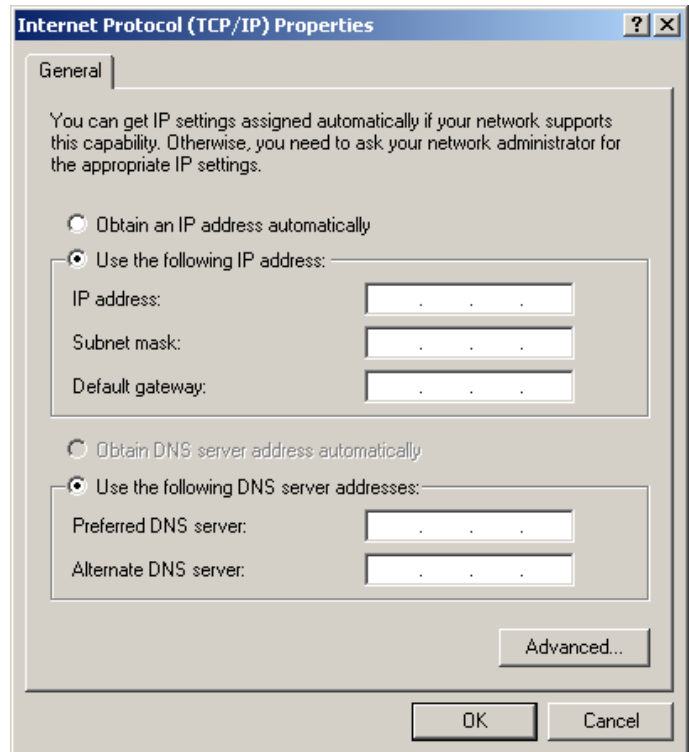 Internet Protocol (TCP/IP) Properties
General
You can get IP settings assigned automatically if your network supports
this capability. Otherwise, you need to ask your network administrator for
the appropriate IP settings.
Obtain an IP address automatically
Use the following IP address:
IP address: . . .
Subnet mask: . . .
Default gateway: . . .
Obtain DNS server address automatically
Use the following DNS server addresses:
Preferred DNS server: . . .
Alternate DNS server: . . .
Advanced...
OK Cancel